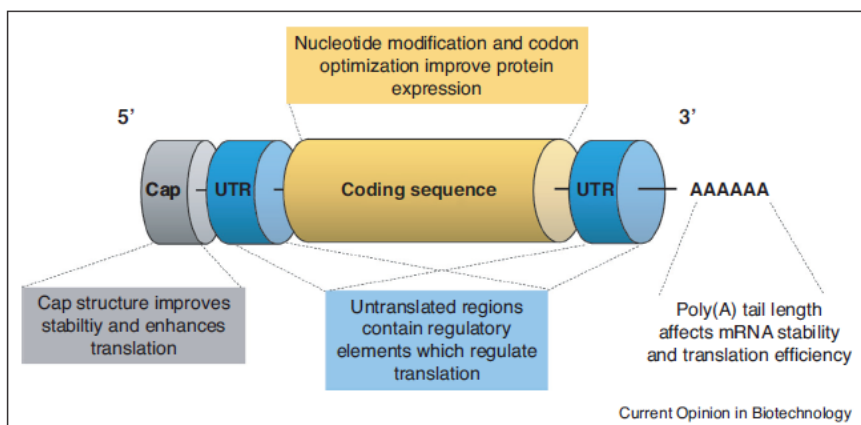 Nucleotide modification and codon
optimization improve protein
expression
5'
3'
Cap
UTR
Coding sequence
UTR
AAAAAA
Cap structure improves
stabiltiy and enhances
translation
Untranslated regions
contain regulatory
elements which regulate
translation
Poly(A) tail length
affects mRNA stability
and translation efficiency
Current Opinion in Biotechnology